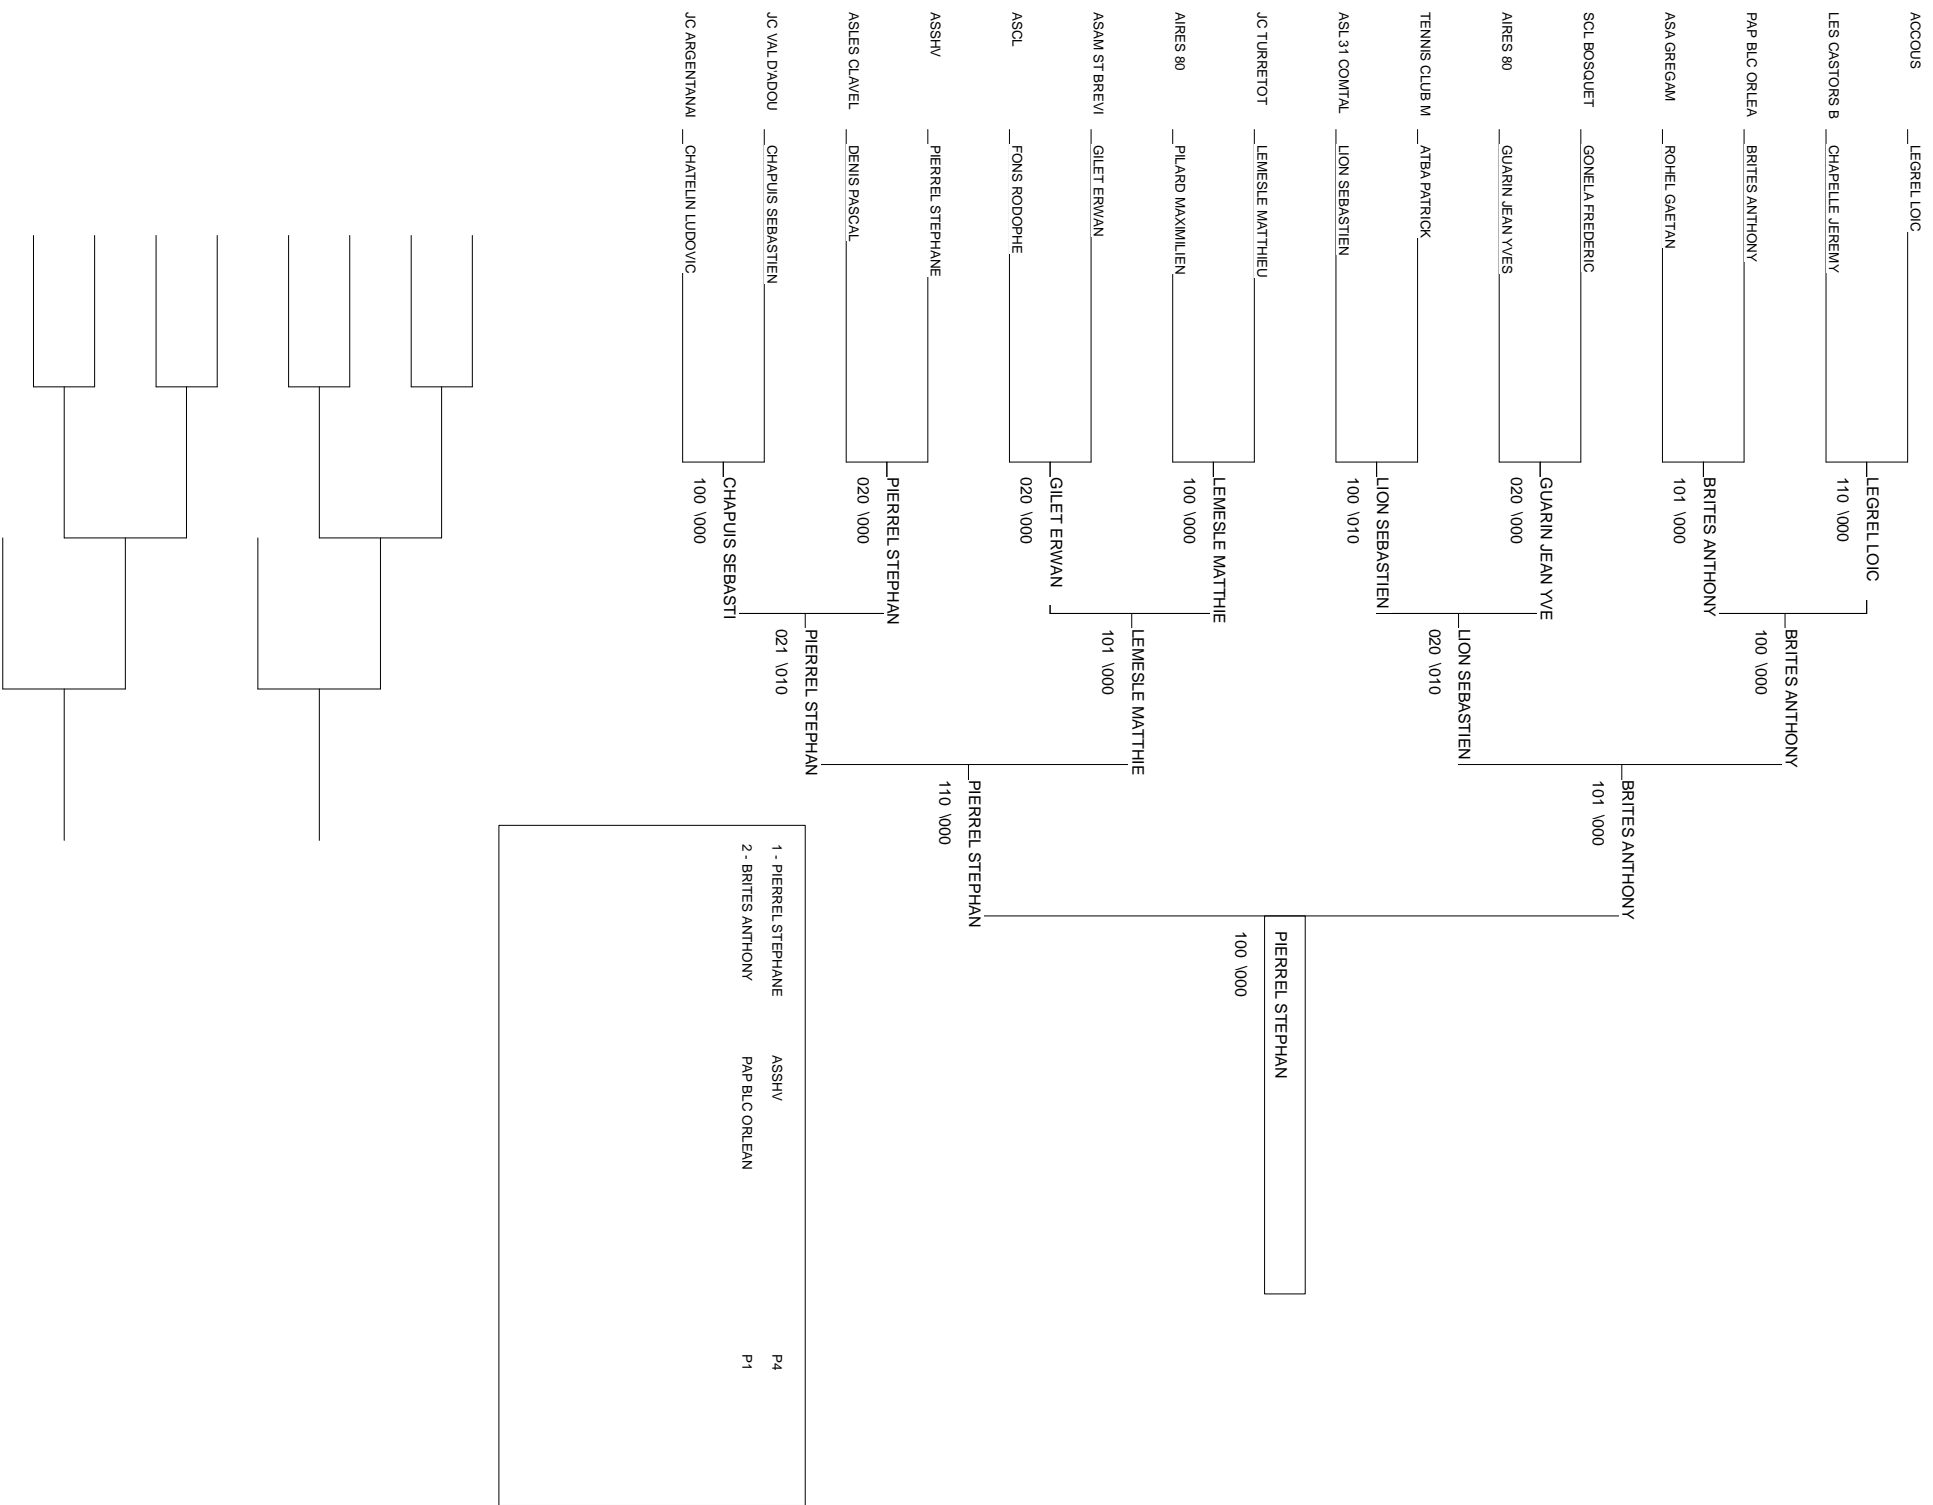 ACCOUS LEGREL LOIC
LES CASTORS B CHAPELLE JEREMY
PAP BLC ORLEA BRITES ANTHONY
ASA GREGAM ROHEL GAETAN
SCL BOSQUET GONELA FREDERIC
AIRES 80 GUARIN JEAN YVES
TENNIS CLUB M ATBA PATRICK
ASL 31 COMTAL LION SEBASTIEN
JC TURRETOT LEMESLE MATTHIEU
AIRES 80 PILARD MAXIMILIEN
ASAM ST BREVI GILET ERWAN
ASCL FONS RODOPHE
ASSHV PIERREL STEPHANE
ASLES CLAVEL DENIS PASCAL
JC VAL D'ADOU CHAPUIS SEBASTIEN
JC ARGENTANAI CHATELIN LUDOVIC
LEGREL LOIC
110 \000
BRITES ANTHONY
101 \000
GUARIN JEAN YVE
020 \000
LION SEBASTIEN
100 \010
LEMESLE MATTHIE
100 \000
GILET ERWAN
020 \000
PIERREL STEPHAN
020 \000
CHAPUIS SEBASTI
100 \000
BRITES ANTHONY
100 \000
LION SEBASTIEN
020 \010
LEMESLE MATTHIE
101 \000
PIERREL STEPHAN
021 \010
BRITES ANTHONY
101 \000
PIERREL STEPHAN
110 \000
PIERREL STEPHAN
100 \000
1 - PIERREL STEPHANE ASSHV P4
2 - BRITES ANTHONY PAP BLC ORLEAN P1